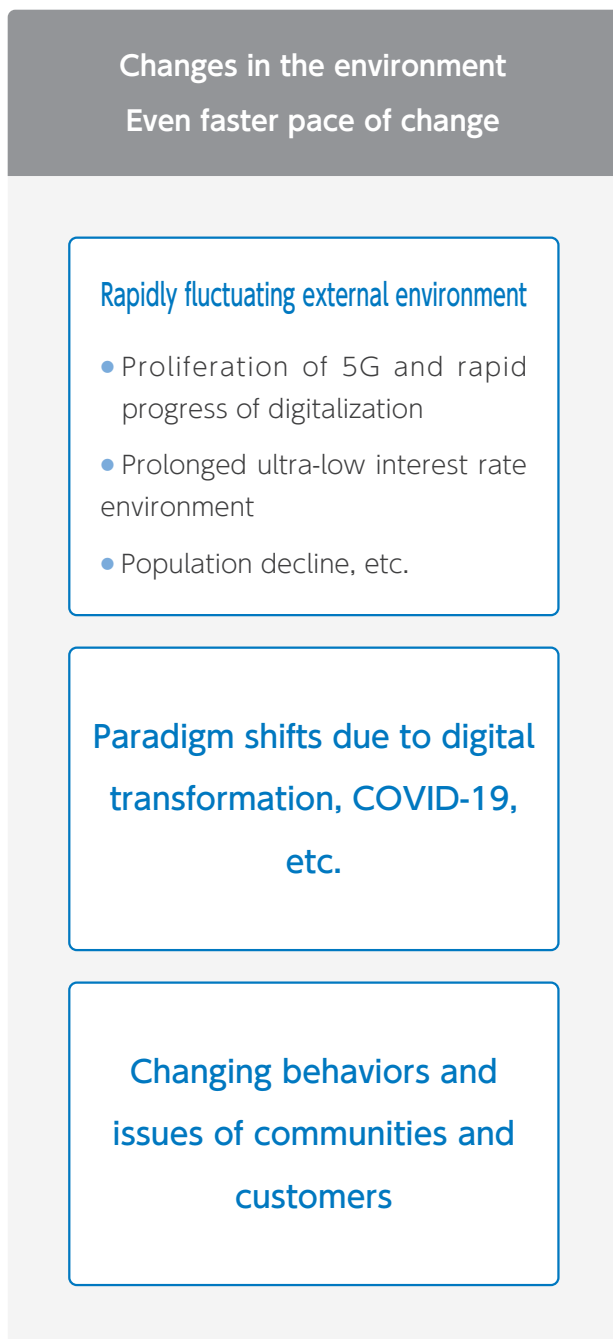 Changes in the environment
Even faster pace of change
Rapidly fluctuating external environment
● Proliferation of 5G and rapid
progress of digitalization
● Prolonged ultra-low interest rate
environment
● Population decline, etc.
Paradigm shifts due to digital
transformation, COVID-19,
etc.
Changing behaviors and
issues of communities and
customers